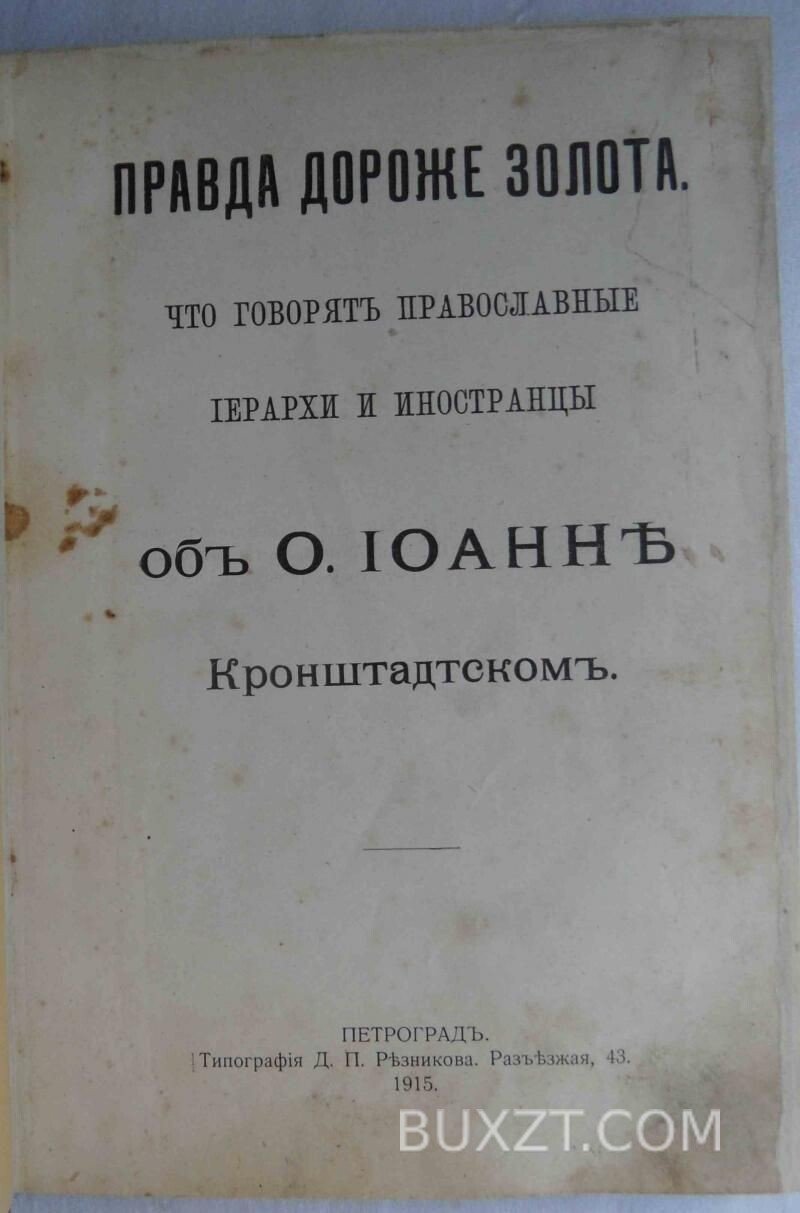 ПРАВДА ДОРОЖЕ ЗОЛОТА.
ЧТО ГОВОРЯТЪ ПРАВОСЛАВНЫЕ
ІЕРАРХИ И ИНОСТРАНЦЫ
объ О. ІОАННѢ
Кронштадтскомъ.
ПЕТРОГРАДЪ.
Типографія Д. П. Рѣзникова. Разъѣзжая, 43.
1915.
BUXZT.COM